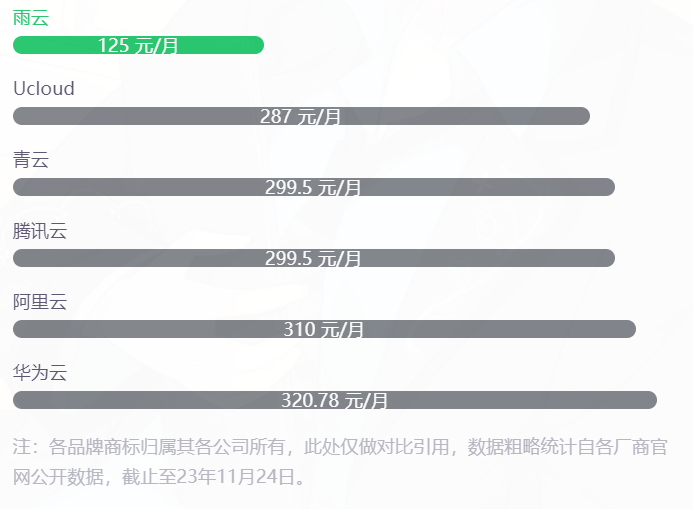 雨云
125 元/月
Ucloud
287 元/月
青云
299.5 元/月
腾讯云
299.5 元/月
阿里云
310 元/月
华为云
320.78 元/月
注：各品牌商标归属其各公司所有，此处仅做对比引用，数据粗略统计自各厂商官
网公开数据，截止至23年11月24日。